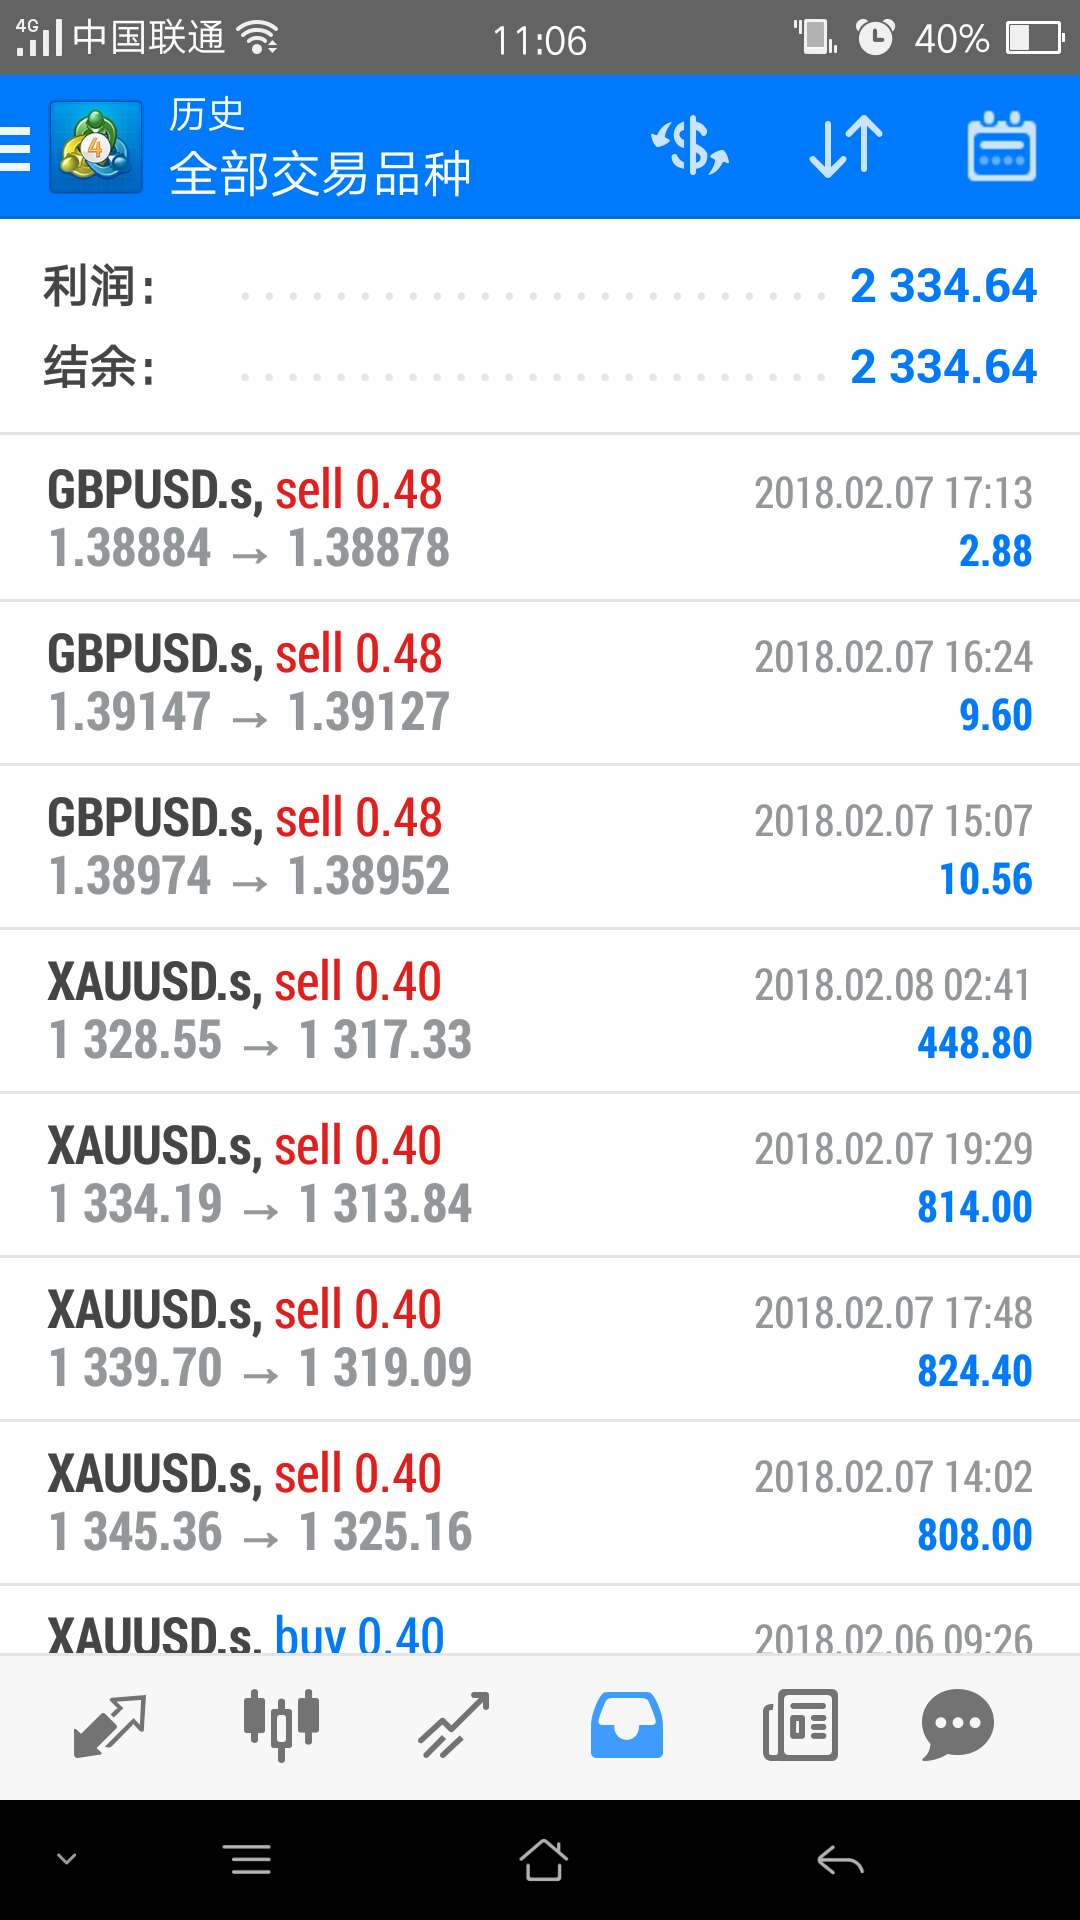 4G 中国联通 11:06 40%
历史
全部交易品种
4
利润: 2 334.64
结余: 2 334.64
GBPUSD.s, sell 0.48 2018.02.07 17:13
1.38884 → 1.38878 2.88
GBPUSD.s, sell 0.48 2018.02.07 16:24
1.39147 → 1.39127 9.60
GBPUSD.s, sell 0.48 2018.02.07 15:07
1.38974 → 1.38952 10.56
XAUUSD.s, sell 0.40 2018.02.08 02:41
1 328.55 → 1 317.33 448.80
XAUUSD.s, sell 0.40 2018.02.07 19:29
1 334.19 → 1 313.84 814.00
XAUUSD.s, sell 0.40 2018.02.07 17:48
1 339.70 → 1 319.09 824.40
XAUUSD.s, sell 0.40 2018.02.07 14:02
1 345.36 → 1 325.16 808.00
XAUUSD.s, buy 0.40 2018.02.06 09:26